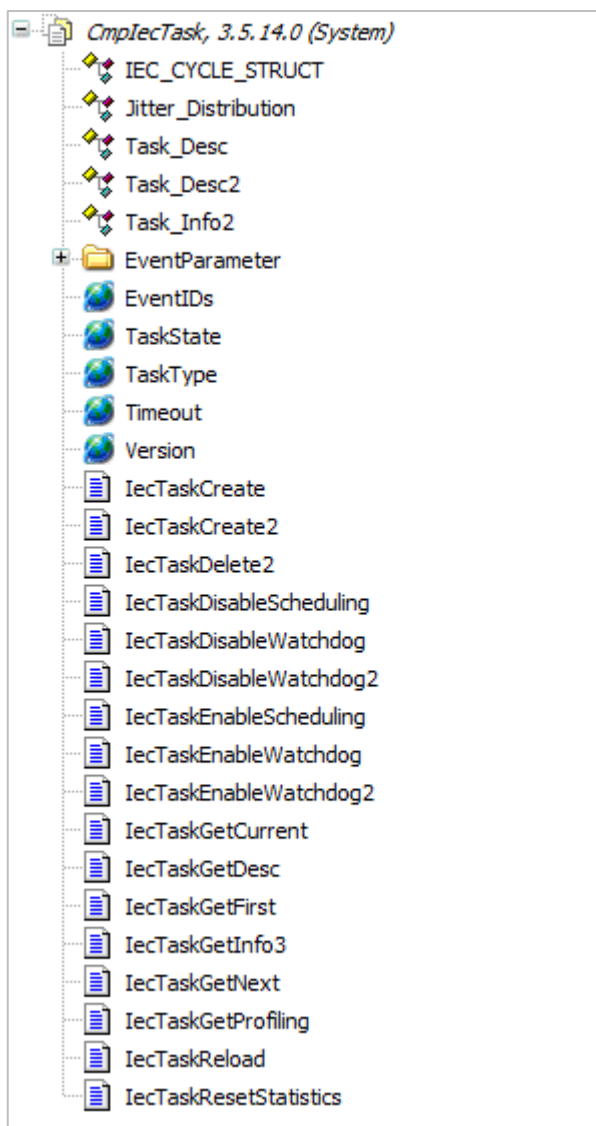 CmpIecTask, 3.5.14.0 (System)
IEC_CYCLE_STRUCT
Jitter_Distribution
Task_Desc
Task_Desc2
Task_Info2
EventParameter
EventIDs
TaskState
TaskType
Timeout
Version
IecTaskCreate
IecTaskCreate2
IecTaskDelete2
IecTaskDisableScheduling
IecTaskDisableWatchdog
IecTaskDisableWatchdog2
IecTaskEnableScheduling
IecTaskEnableWatchdog
IecTaskEnableWatchdog2
IecTaskGetCurrent
IecTaskGetDesc
IecTaskGetFirst
IecTaskGetInfo3
IecTaskGetNext
IecTaskGetProfiling
IecTaskReload
IecTaskResetStatistics